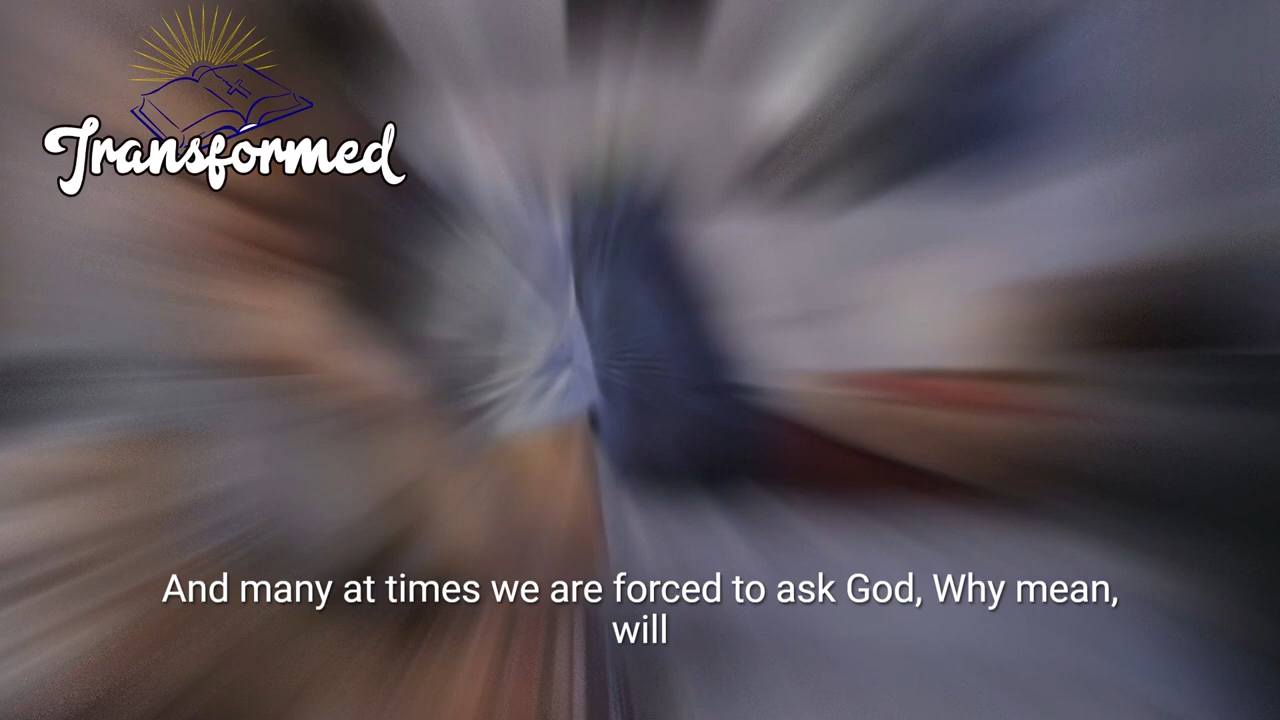 Transformed
And many at times we are forced to ask God, Why mean,
will